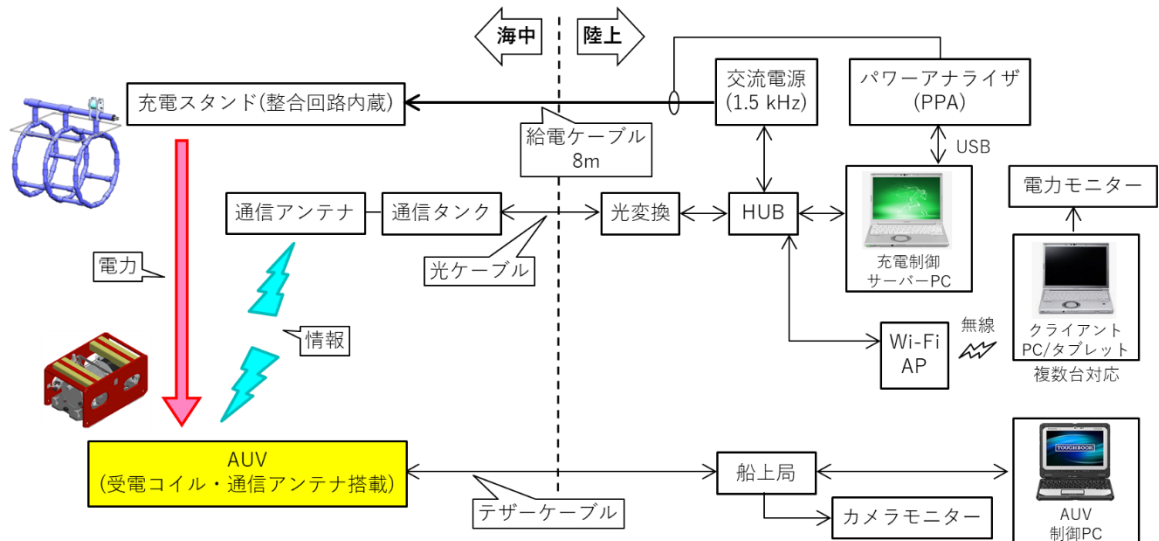 海中
陸上
充電スタンド(整合回路内蔵)
交流電源
(1.5 kHz)
パワーアナライザ
(PPA)
給電ケーブル
8m
USB
電力モニター
通信アンテナ
通信タンク
光変換
HUB
充電制御
サーバーPC
電力
光ケーブル
情報
Wi-Fi
AP
無線
クライアント
PC/タブレット
複数台対応
AUV
(受電コイル・通信アンテナ搭載)
船上局
TOUGHBOOK
テザーケーブル
カメラモニター
AUV
制御PC